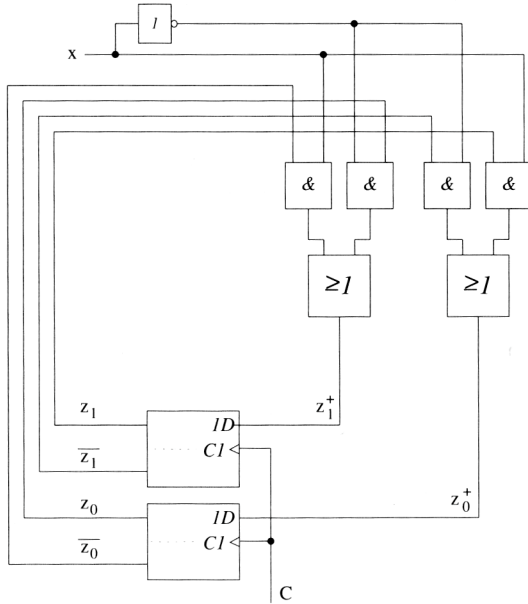 1
x
& & & &
≥1 ≥1
z₁ 1D z₁⁺
z̅₁ C1
z₀ 1D z₀⁺
z̅₀ C1
C